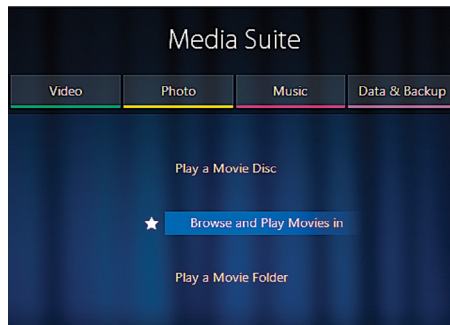 Media Suite
Video Photo Music Data & Backup
Play a Movie Disc
Browse and Play Movies in
Play a Movie Folder